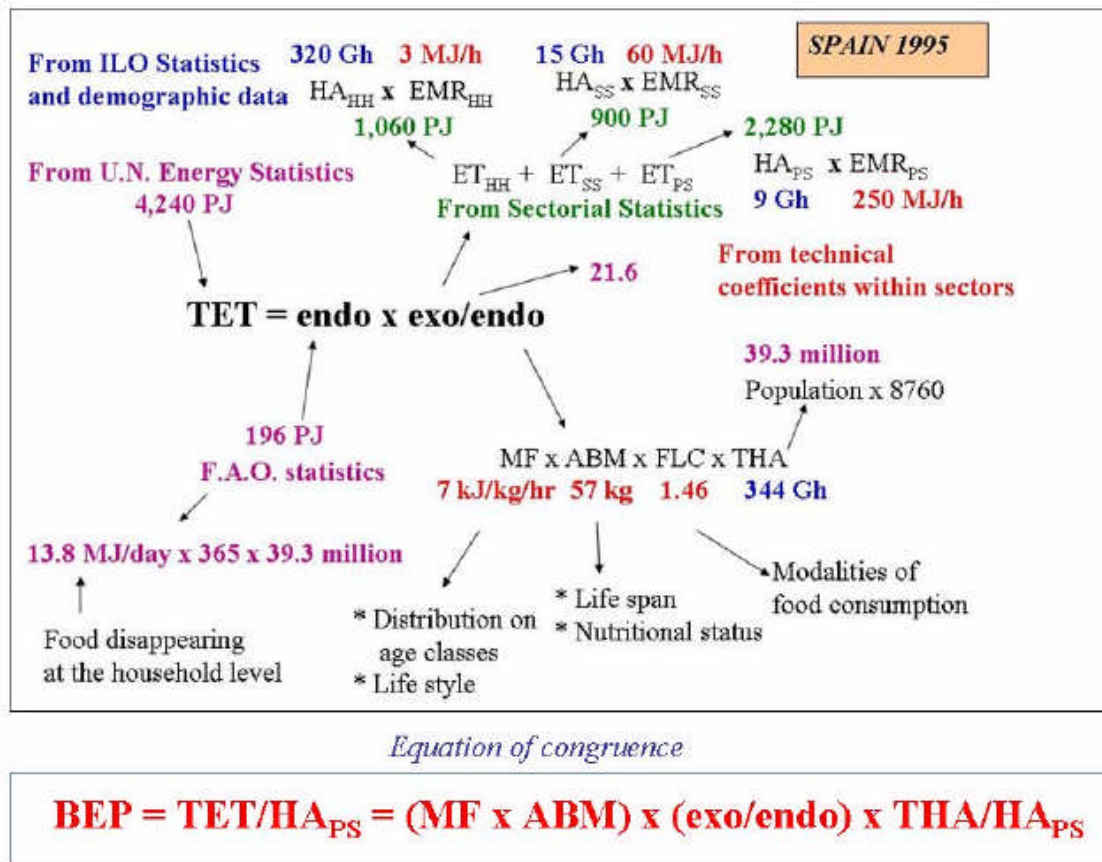 SPAIN 1995
From ILO Statistics
and demographic data
320 Gh 3 MJ/h
HA_HH x EMR_HH
1,060 PJ
15 Gh 60 MJ/h
HA_SS x EMR_SS
900 PJ
2,280 PJ
HA_PS x EMR_PS
9 Gh 250 MJ/h
From U.N. Energy Statistics
4,240 PJ
ET_HH + ET_SS + ET_PS
From Sectorial Statistics
From technical
coefficients within sectors
21.6
TET = endo x exo/endo
39.3 million
Population x 8760
196 PJ
F.A.O. statistics
MF x ABM x FLC x THA
7 kJ/kg/hr 57 kg 1.46 344 Gh
13.8 MJ/day x 365 x 39.3 million
Food disappearing
at the household level
* Distribution on
age classes
* Life style
* Life span
* Nutritional status
Modalities of
food consumption
Equation of congruence
BEP = TET/HA_PS = (MF x ABM) x (exo/endo) x THA/HA_PS